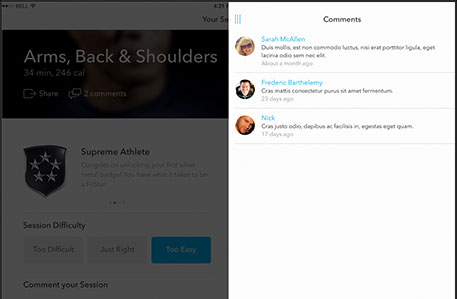 BELL
4:21
Your Se
Arms, Back & Shoulders
34 min, 246 cal
Share
2 comments
Supreme Athlete
Congrats on unlocking your first silver
metal badge! You have what it takes to be
a FitStar.
Session Difficulty
Too Difficult
Just Right
Too Easy
Comment your Session
Comments
Sarah McAllen
Duis mollis, est non commodo luctus, nisi erat porttitor ligula, eget
lacinia odio sem nec elit.
About a month ago
Frederic Barthelemy
Cras mattis consectetur purus sit amet fermentum.
23 days ago
Nick
Cras justo odio, dapibus ac facilisis in, egestas eget quam.
17 days ago